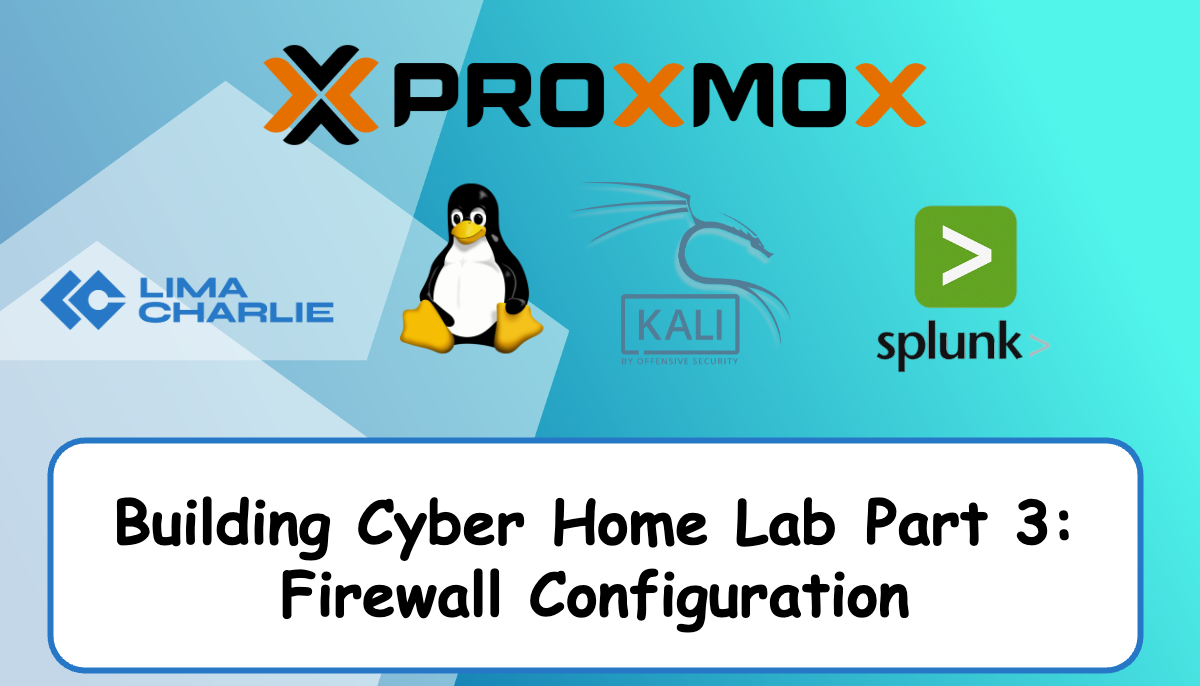 PROXMOX
LIMA
CHARLIE
KALI
BY OFFENSIVE SECURITY
splunk>
Building Cyber Home Lab Part 3:
Firewall Configuration